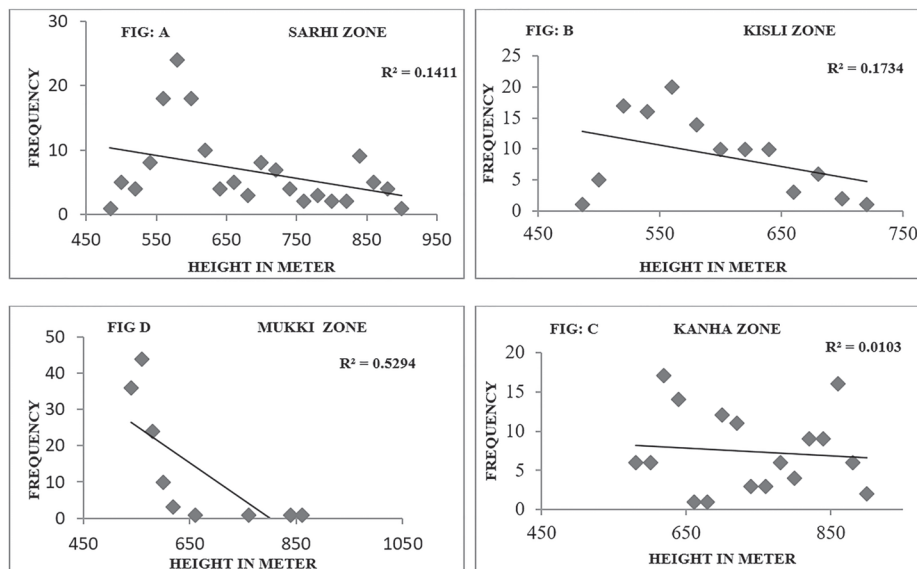 FIG: A SARHI ZONE
R² = 0.1411
FREQUENCY
30
20
10
0
450 550 650 750 850 950
HEIGHT IN METER
FIG: B KISLI ZONE
R² = 0.1734
FREQUENCY
25
20
15
10
5
0
450 550 650 750
HEIGHT IN METER
FIG D MUKKI ZONE
R² = 0.5294
FREQUENCY
50
40
30
20
10
0
450 650 850 1050
HEIGHT IN METER
FIG: C KANHA ZONE
R² = 0.0103
FREQUENCY
20
15
10
5
0
450 650 850
HEIGHT IN METER